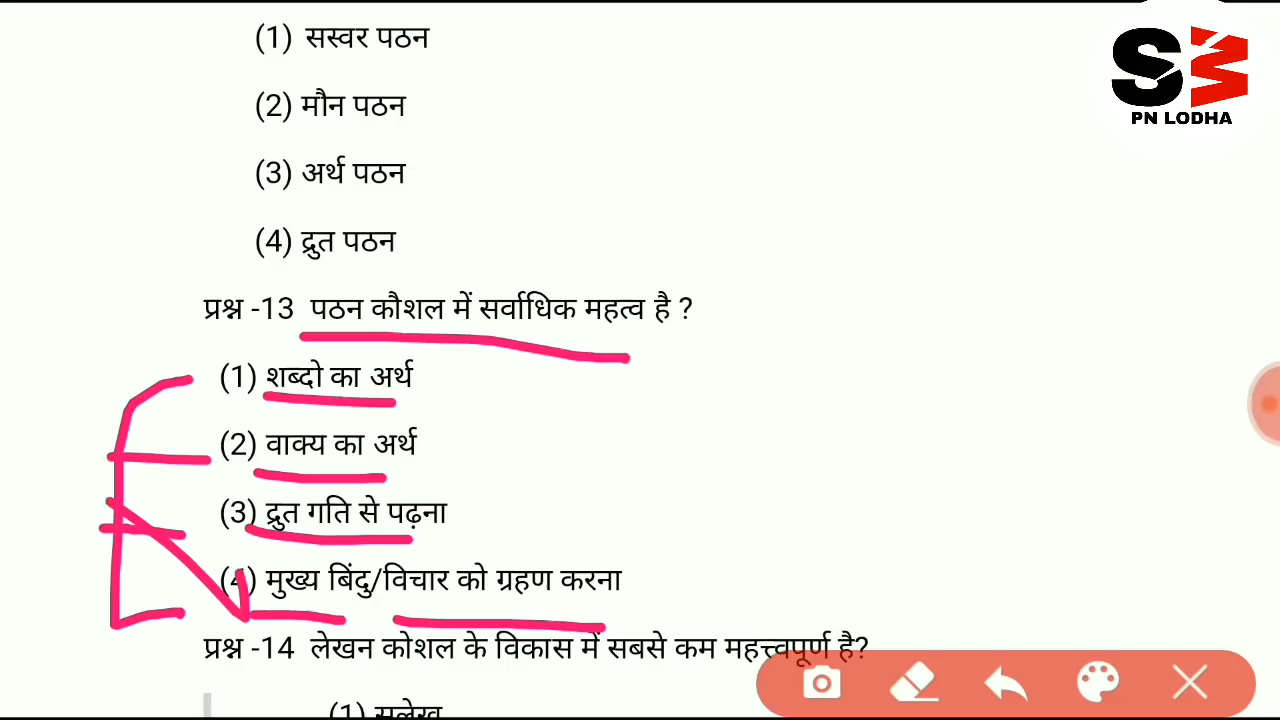 (1) सस्वर पठन
(2) मौन पठन
(3) अर्थ पठन
(4) द्रुत पठन
प्रश्न -13 पठन कौशल में सर्वाधिक महत्व है ?
(1) शब्दो का अर्थ
(2) वाक्य का अर्थ
(3) द्रुत गति से पढ़ना
(4) मुख्य बिंदु/विचार को ग्रहण करना
प्रश्न -14 लेखन कोशल के विकास में सबसे कम महत्त्वपूर्ण है?
(1) सुलेख
PN LODHA